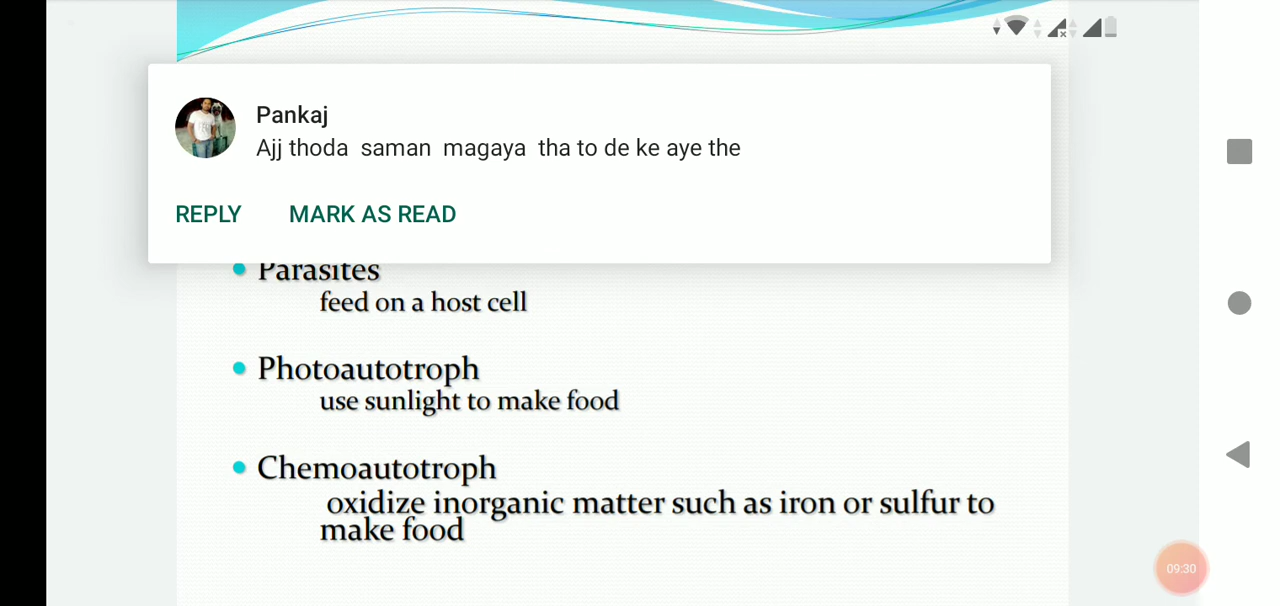 Pankaj
Ajj thoda saman magaya tha to de ke aye the
REPLY MARK AS READ
Parasites
feed on a host cell
Photoautotroph
use sunlight to make food
Chemoautotroph
oxidize inorganic matter such as iron or sulfur to
make food
09:30